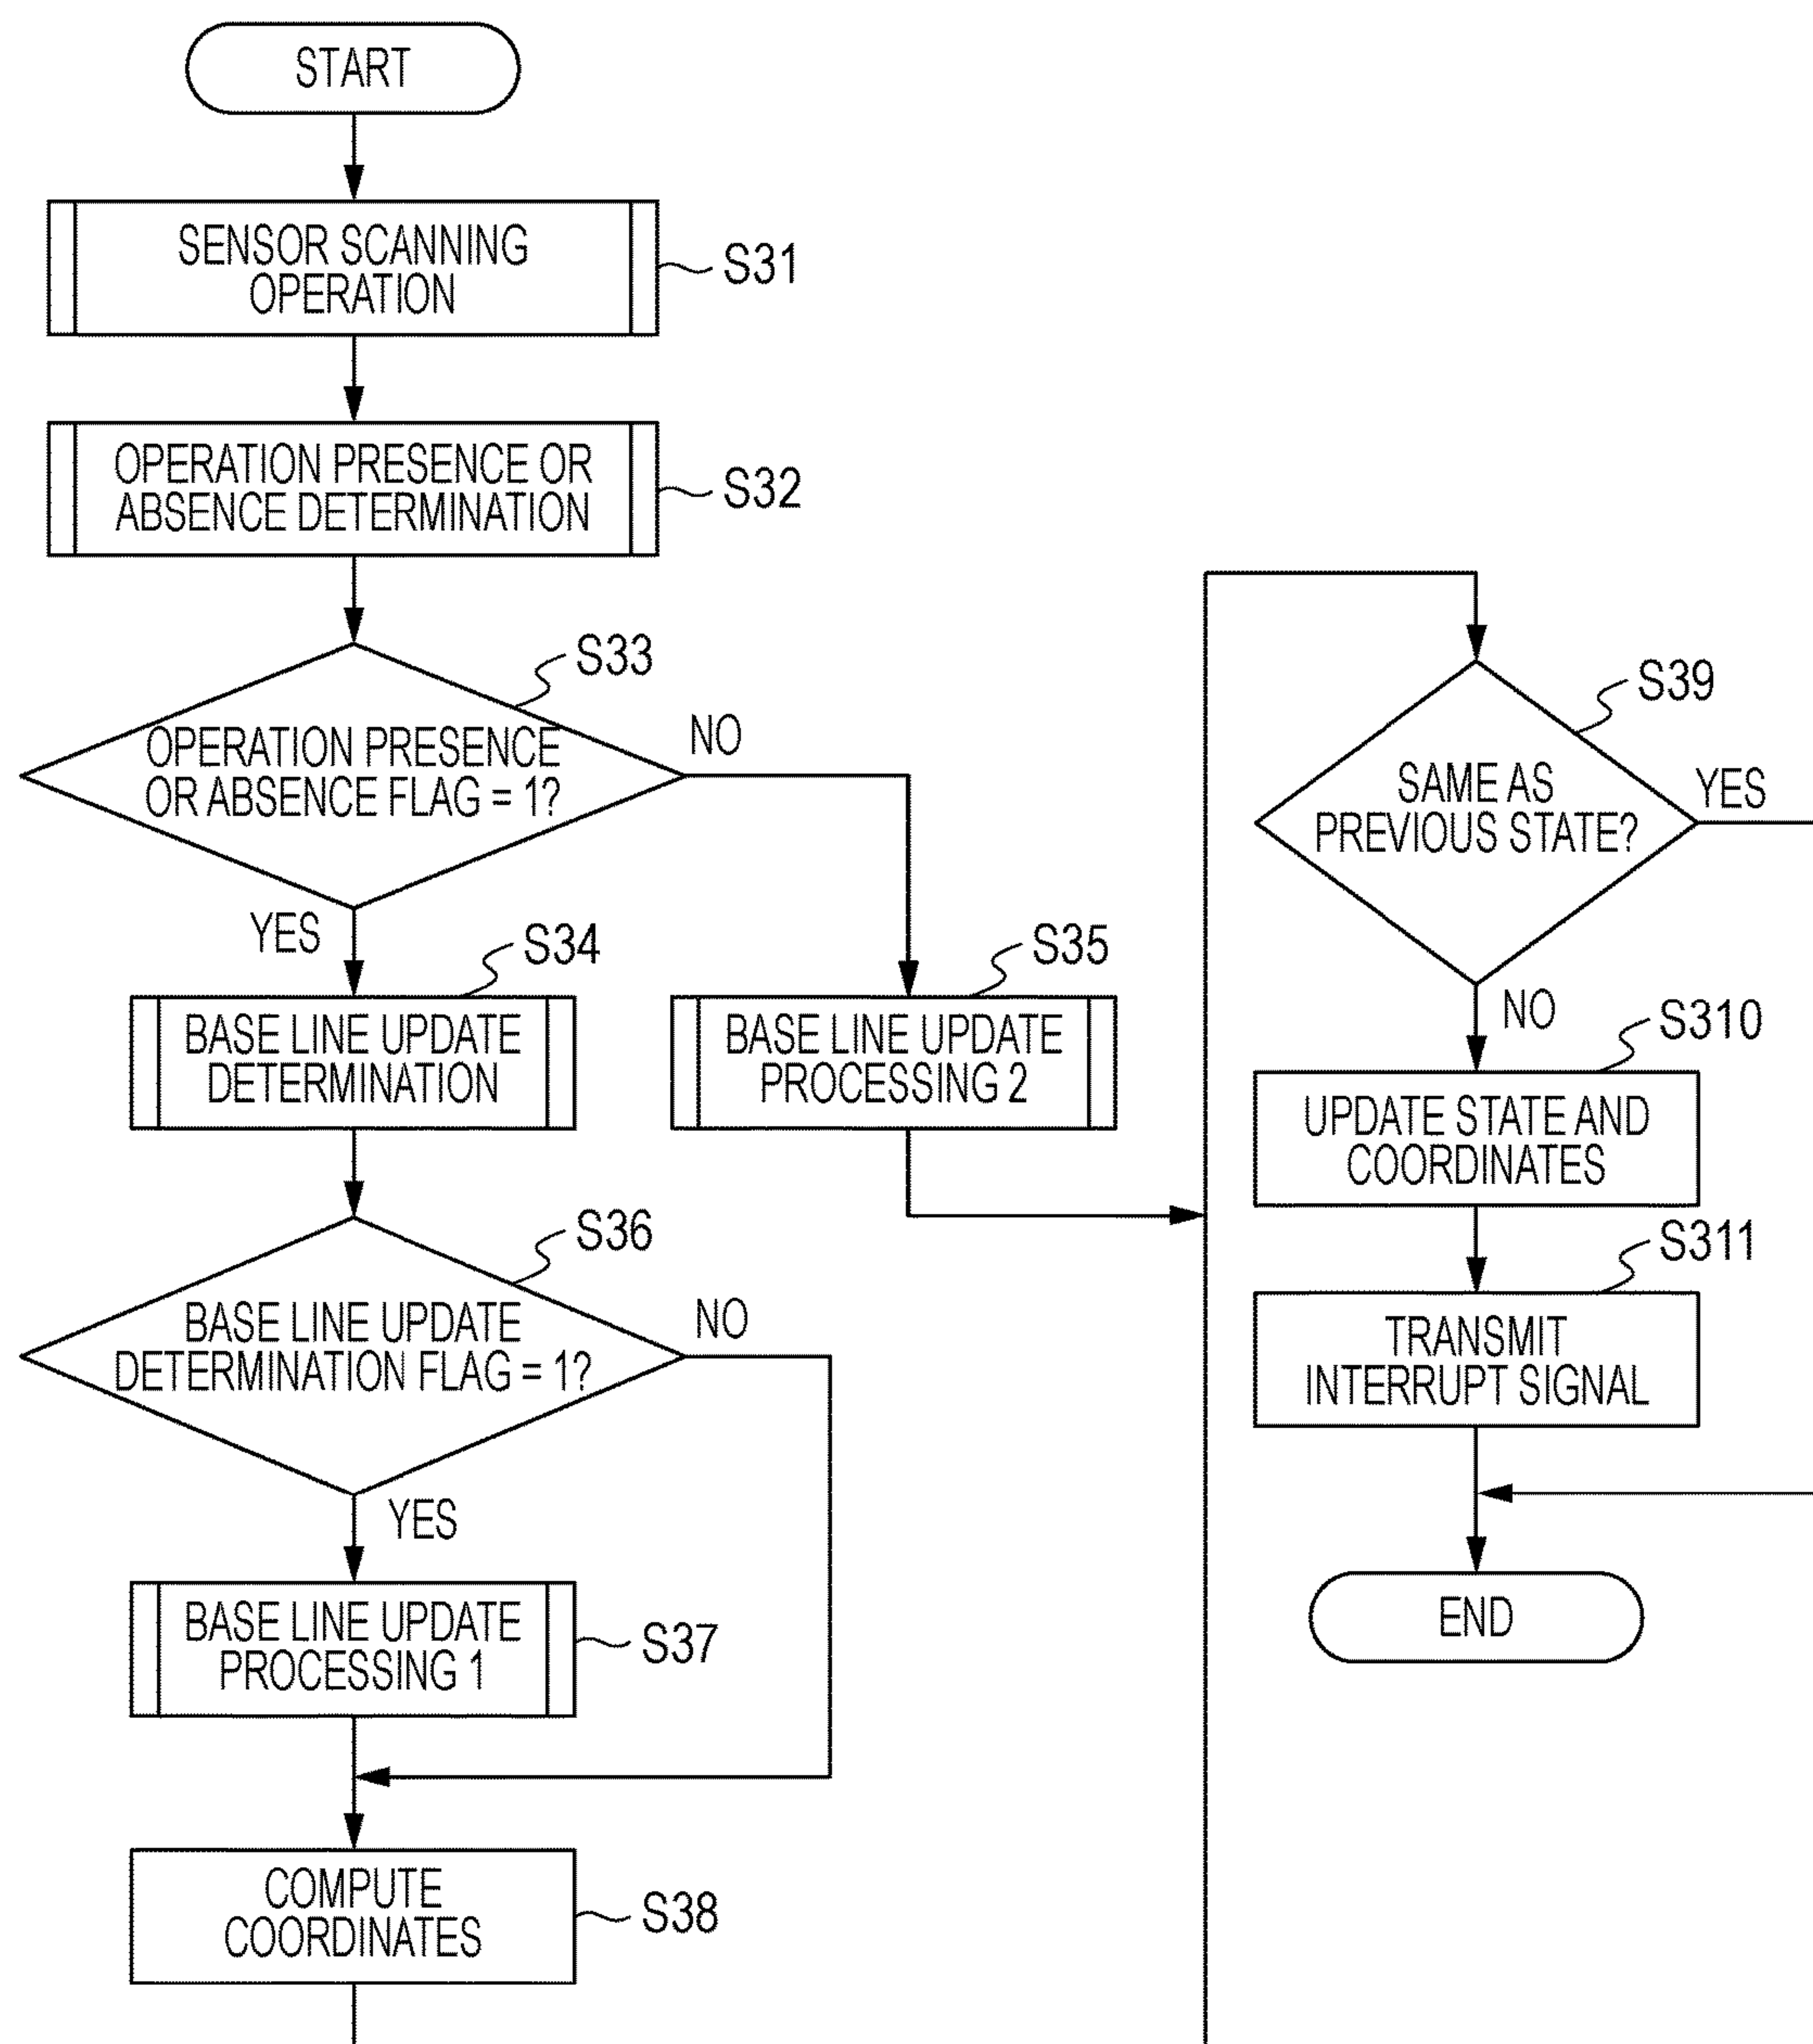 START
SENSOR SCANNING
OPERATION
S31
OPERATION PRESENCE OR
ABSENCE DETERMINATION
S32
S33
OPERATION PRESENCE
OR ABSENCE FLAG = 1?
NO
YES
S34
BASE LINE UPDATE
DETERMINATION
S35
BASE LINE UPDATE
PROCESSING 2
S36
BASE LINE UPDATE
DETERMINATION FLAG = 1?
NO
YES
BASE LINE UPDATE
PROCESSING 1
S37
COMPUTE
COORDINATES
S38
S39
SAME AS
PREVIOUS STATE?
YES
NO
S310
UPDATE STATE AND
COORDINATES
S311
TRANSMIT
INTERRUPT SIGNAL
END